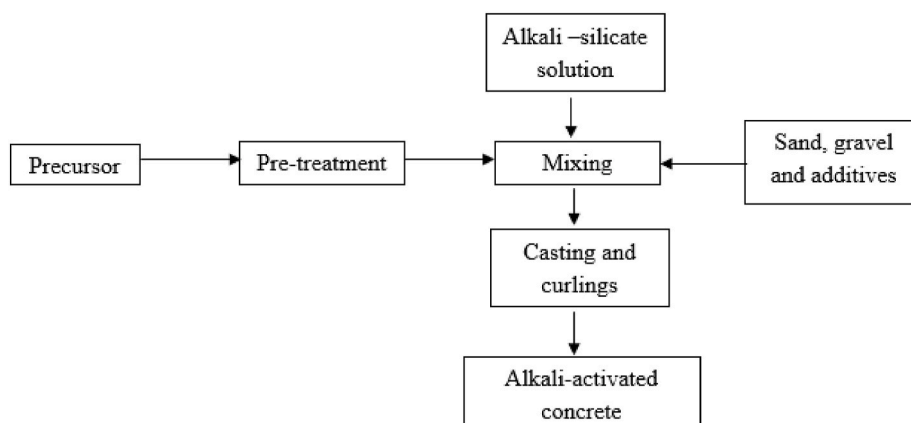 Alkali –silicate
solution
Precursor
Pre-treatment
Mixing
Sand, gravel
and additives
Casting and
curlings
Alkali-activated
concrete